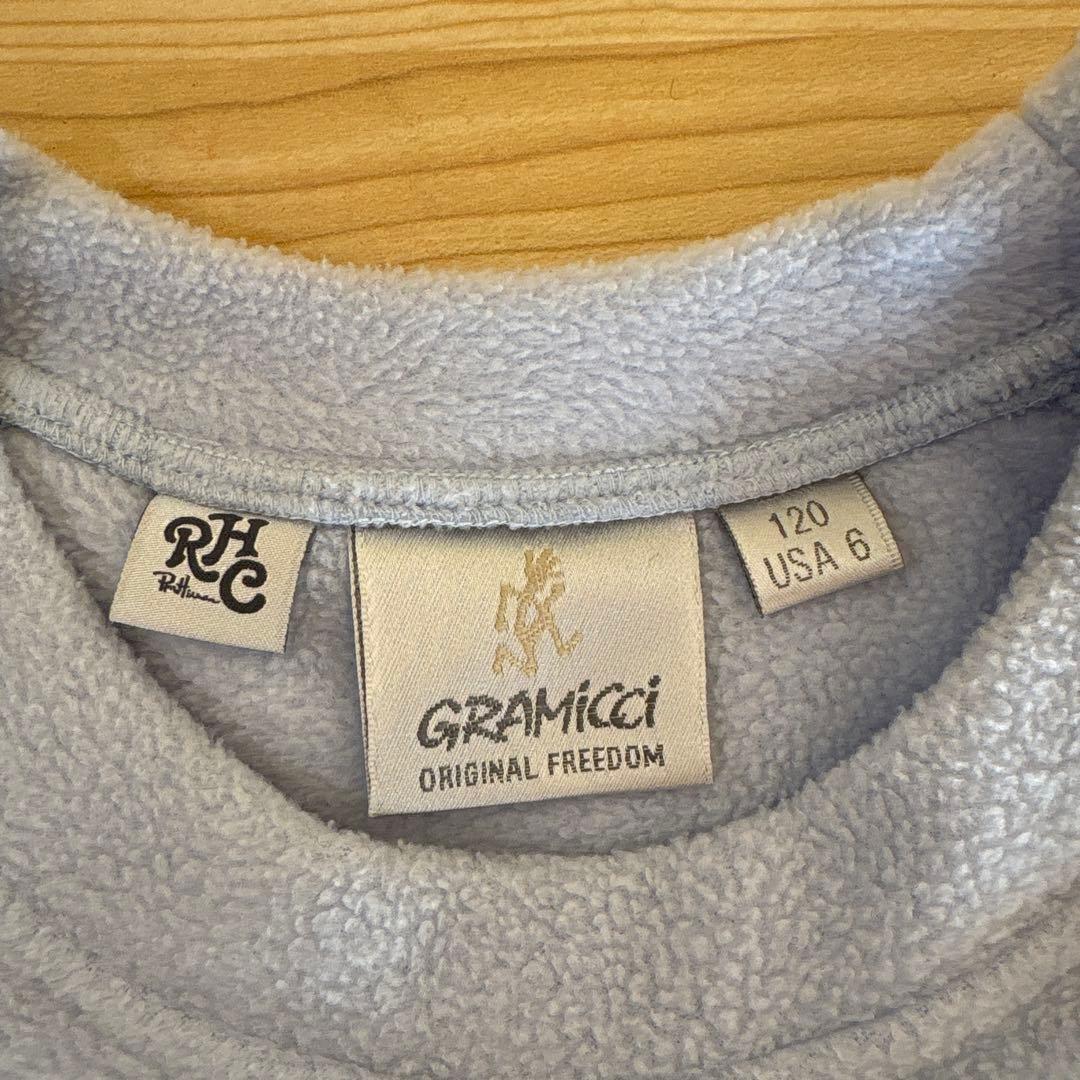 RHC
Ron Herman
GRAMiCCi
ORIGINAL FREEDOM
120
USA 6